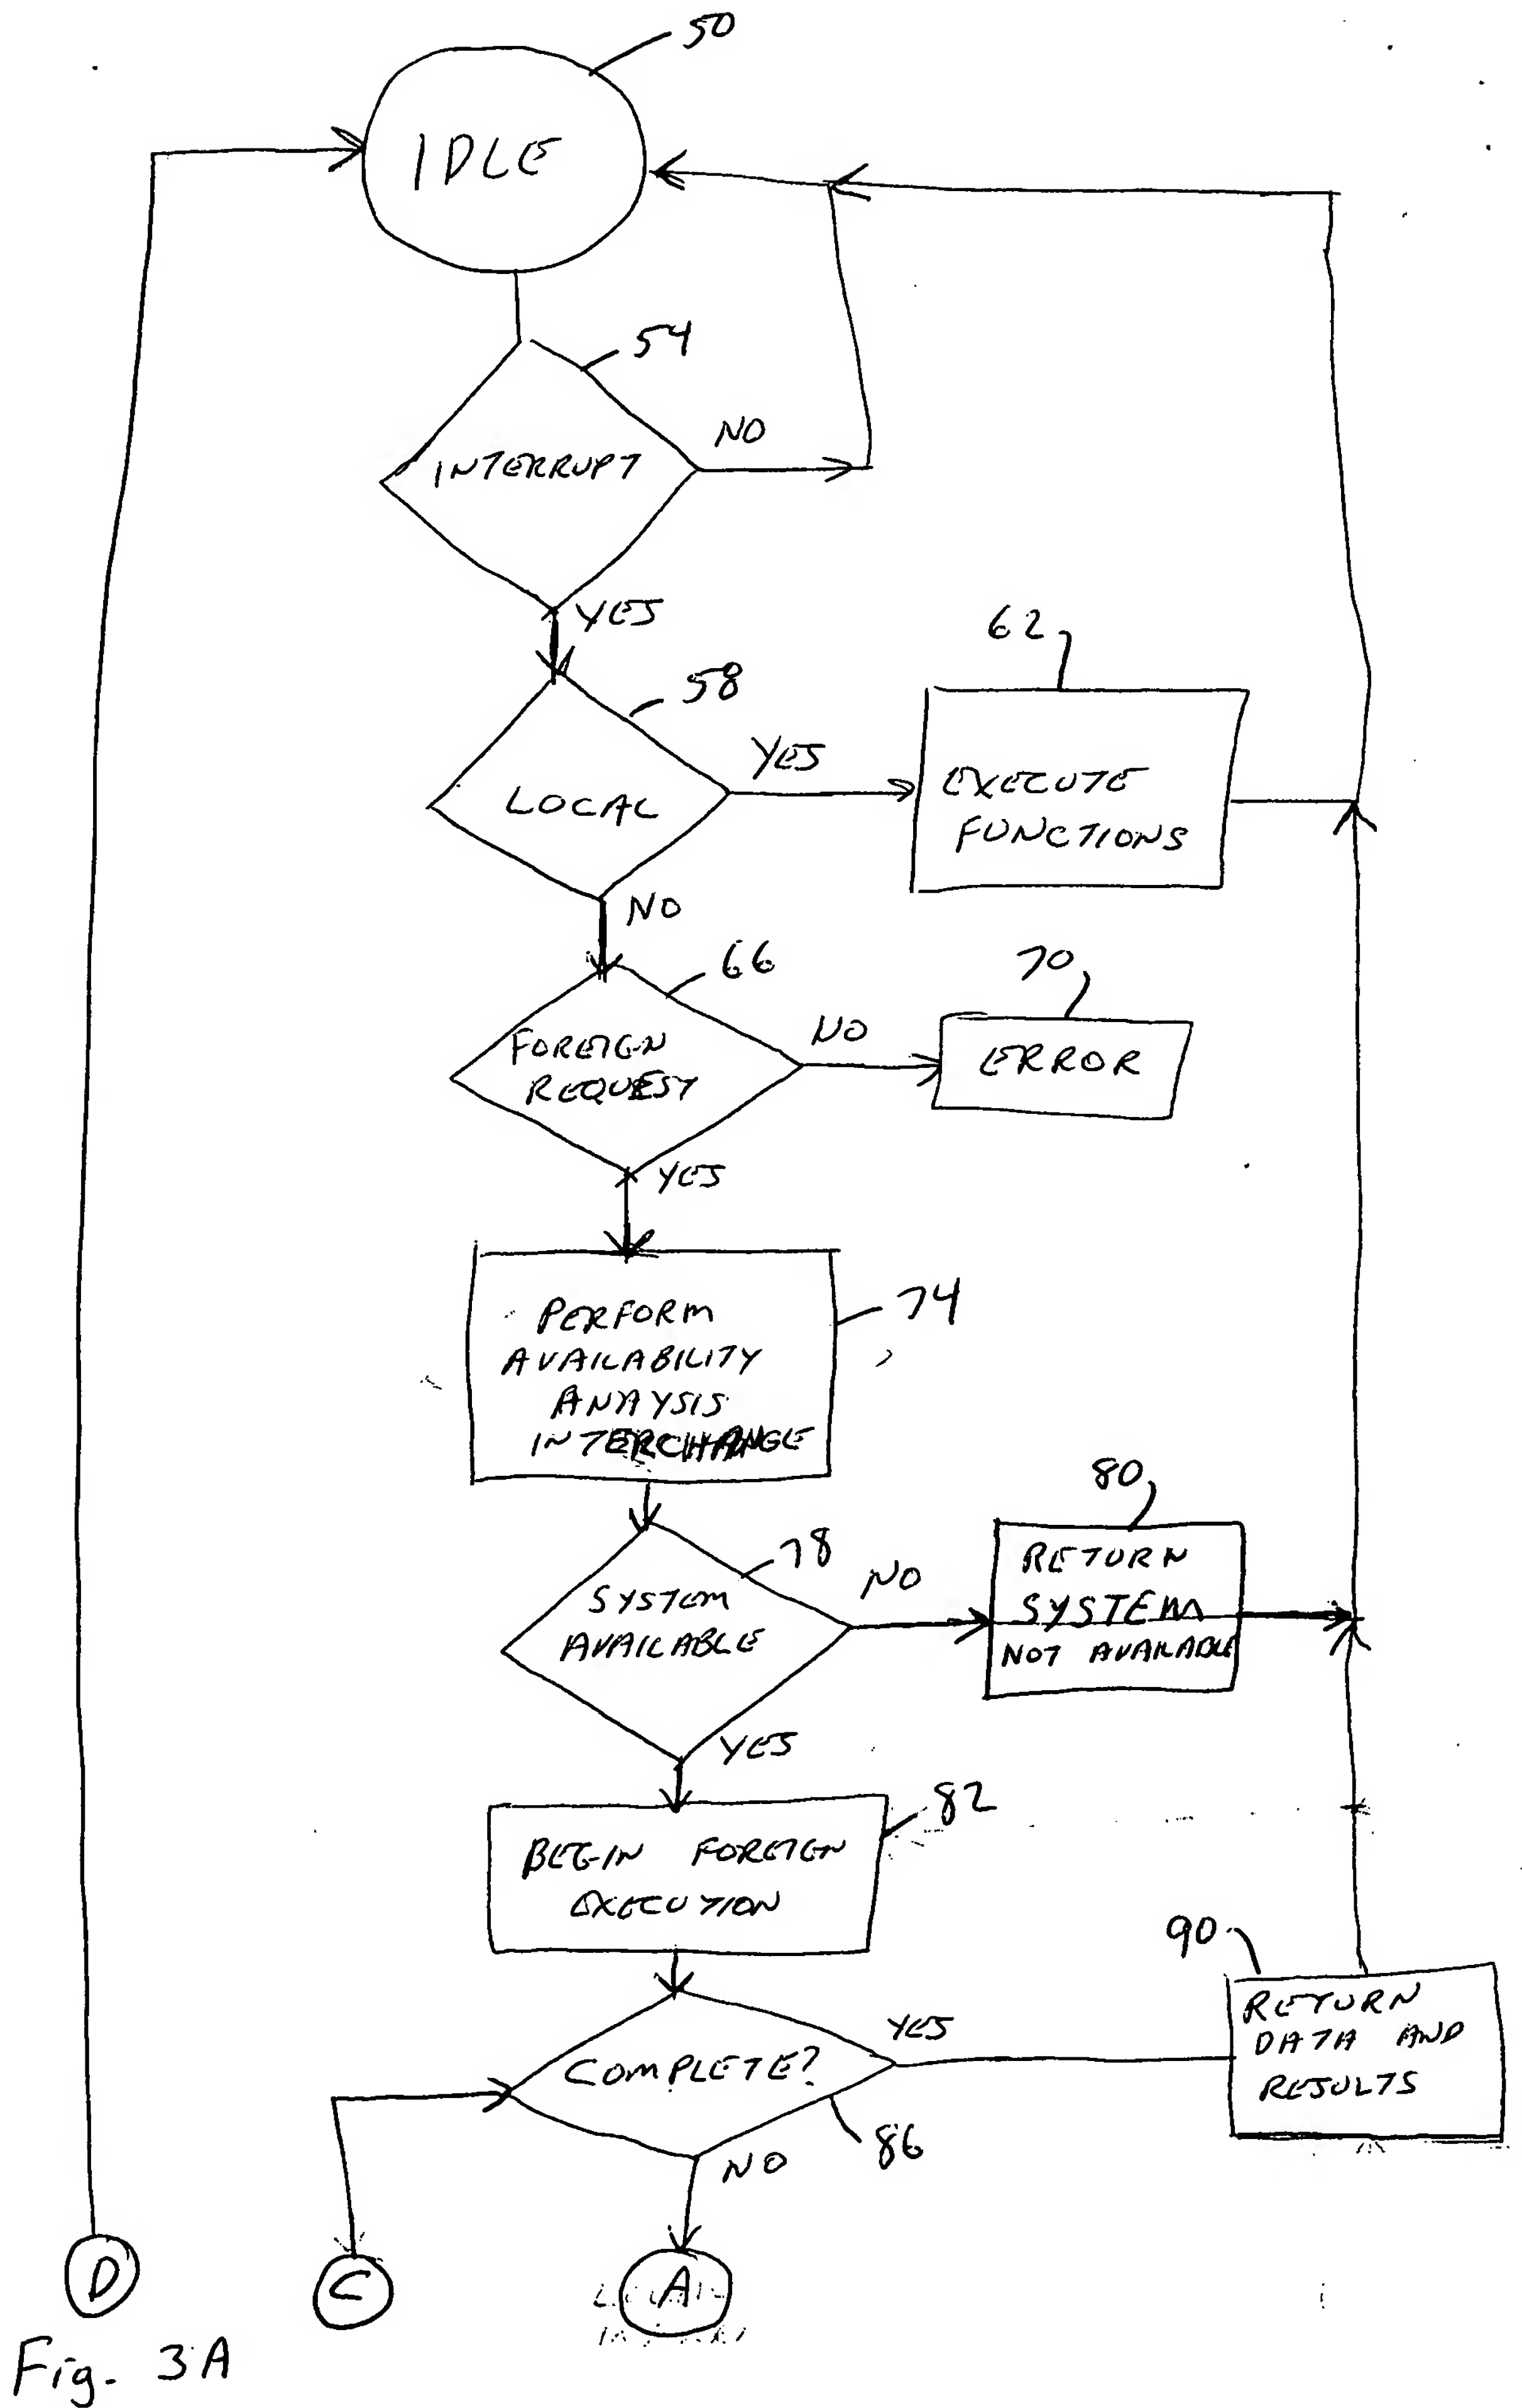 50
IDLE
54
INTERRUPT
NO
YES
58
LOCAL
YES
62
EXECUTE
FUNCTIONS
NO
66
FOREIGN
REQUEST
NO
70
ERROR
YES
74
PERFORM
AVAILABILITY
ANAYSIS
INTERCHANGE
78
SYSTEM
AVAILABLE
NO
80
RETURN
SYSTEM
NOT AVAILABLE
YES
82
BEGIN FOREIGN
EXECUTION
COMPLETE?
YES
86
90
RETURN
DATA AND
RESULTS
NO
D
C
A
Fig. 3A